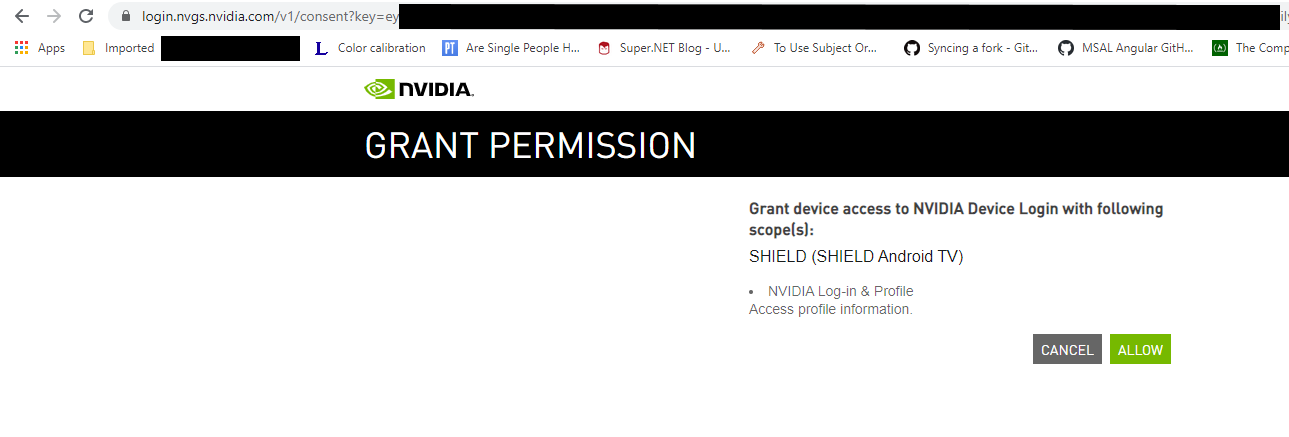 login.nvgs.nvidia.com/v1/consent?key=ey
Apps Imported Color calibration Are Single People H... Super.NET Blog - U... To Use Subject Or... Syncing a fork - Git... MSAL Angular GitH... The Comp
NVIDIA.
GRANT PERMISSION
Grant device access to NVIDIA Device Login with following
scope(s):
SHIELD (SHIELD Android TV)
• NVIDIA Log-in & Profile
Access profile information.
CANCEL ALLOW